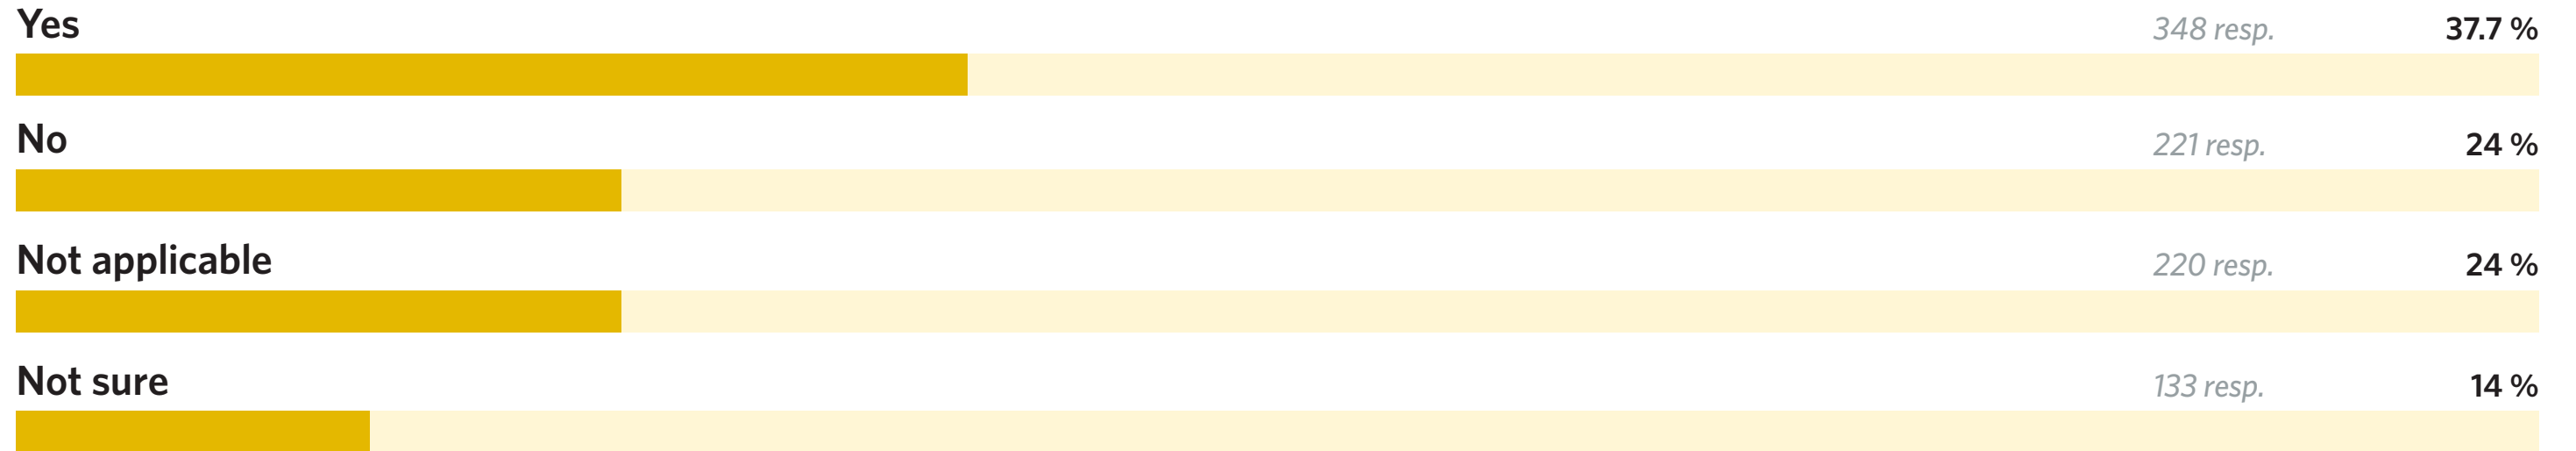 Yes 348 resp. 37.7 %
No 221 resp. 24 %
Not applicable 220 resp. 24 %
Not sure 133 resp. 14 %